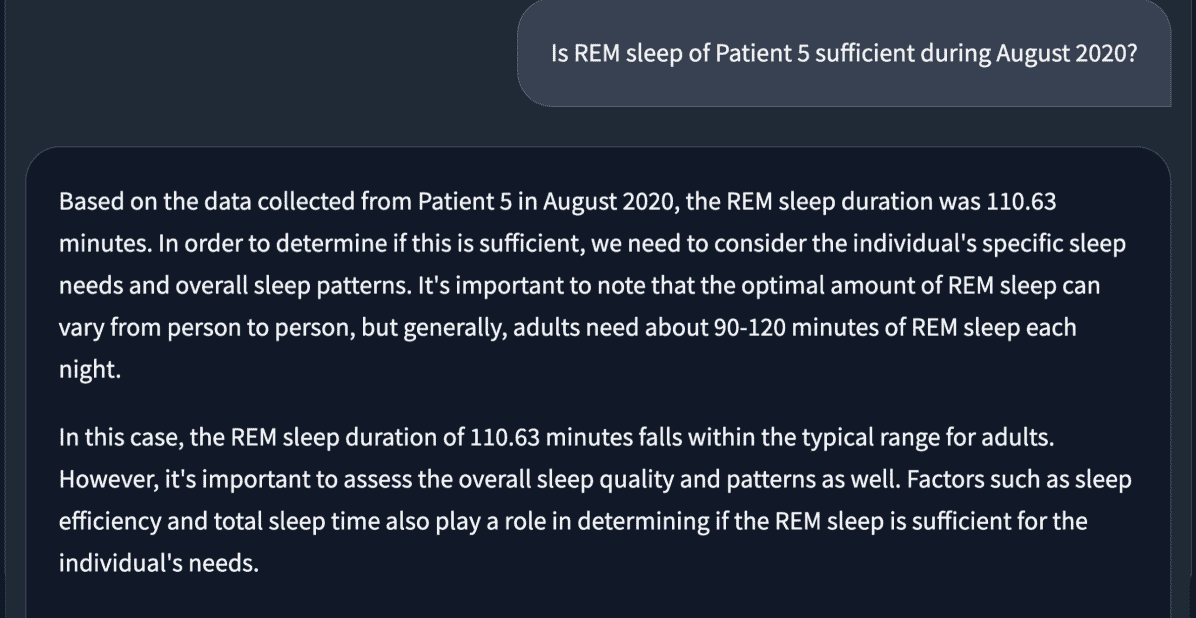 Is REM sleep of Patient 5 sufficient during August 2020?
Based on the data collected from Patient 5 in August 2020, the REM sleep duration was 110.63
minutes. In order to determine if this is sufficient, we need to consider the individual's specific sleep
needs and overall sleep patterns. It's important to note that the optimal amount of REM sleep can
vary from person to person, but generally, adults need about 90-120 minutes of REM sleep each
night.
In this case, the REM sleep duration of 110.63 minutes falls within the typical range for adults.
However, it's important to assess the overall sleep quality and patterns as well. Factors such as sleep
efficiency and total sleep time also play a role in determining if the REM sleep is sufficient for the
individual's needs.